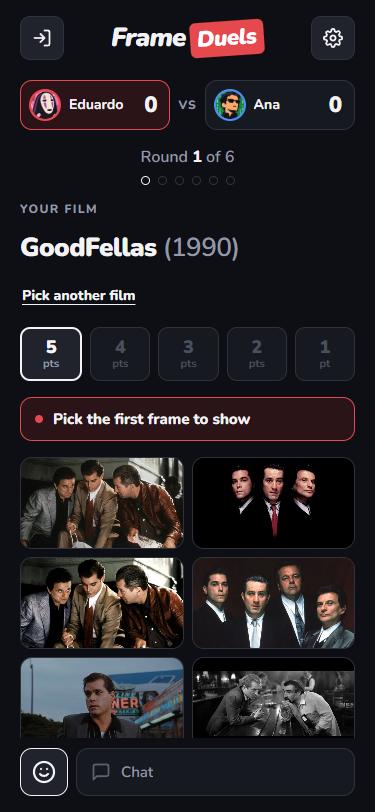 Frame Duels
Eduardo 0 VS Ana 0
Round 1 of 6
YOUR FILM
GoodFellas (1990)
Pick another film
5 4 3 2 1
pts pts pts pts pt
Pick the first frame to show
Chat